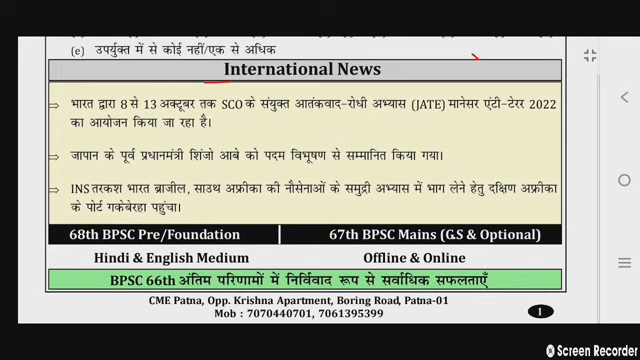 (e) उपर्युक्त में से कोई नहीं/एक से अधिक
International News
⇒ भारत द्वारा 8 से 13 अक्टूबर तक SCO के संयुक्त आतंकवाद-रोधी अभ्यास (JATE) मानेसर एंटी-टेरर 2022
का आयोजन किया जा रहा है।
⇒ जापान के पूर्व प्रधानमंत्री शिंजो आबे को पदम विभूषण से सम्मानित किया गया।
⇒ INS तरकश भारत ब्राजील, साउथ अफ्रीका की नौसेनाओं के समुद्री अभ्यास में भाग लेने हेतु दक्षिण अफ्रीका
के पोर्ट गकेबेरहा पहुंचा।
68th BPSC Pre/Foundation 67th BPSC Mains (G.S & Optional)
Hindi & English Medium Offline & Online
BPSC 66th अंतिम परिणामों में निर्विवाद रूप से सर्वाधिक सफलताएँ
CME Patna, Opp. Krishna Apartment, Boring Road, Patna-01
Mob : 7070440701, 7061395399
1
Screen Recorder